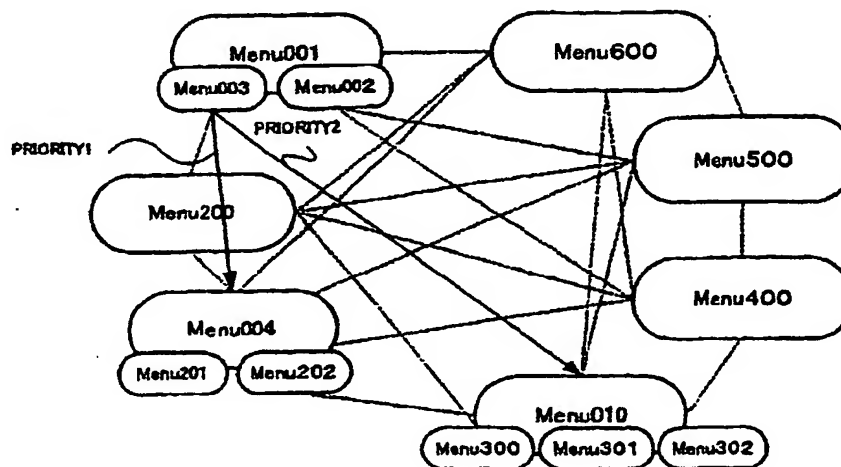 Menu001
Menu600
Menu003
Menu002
PRIORITY1
PRIORITY2
Menu500
Menu200
Menu400
Menu004
Menu201
Menu202
Menu010
Menu300
Menu301
Menu302